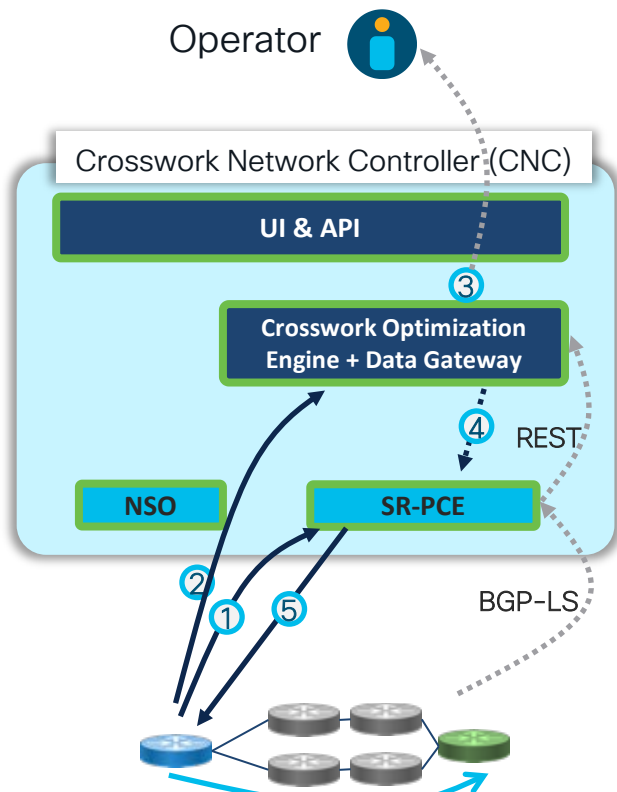 Operator
Crosswork Network Controller (CNC)
UI & API
3
Crosswork Optimization
Engine + Data Gateway
4
REST
NSO
SR-PCE
2
1
5
BGP-LS